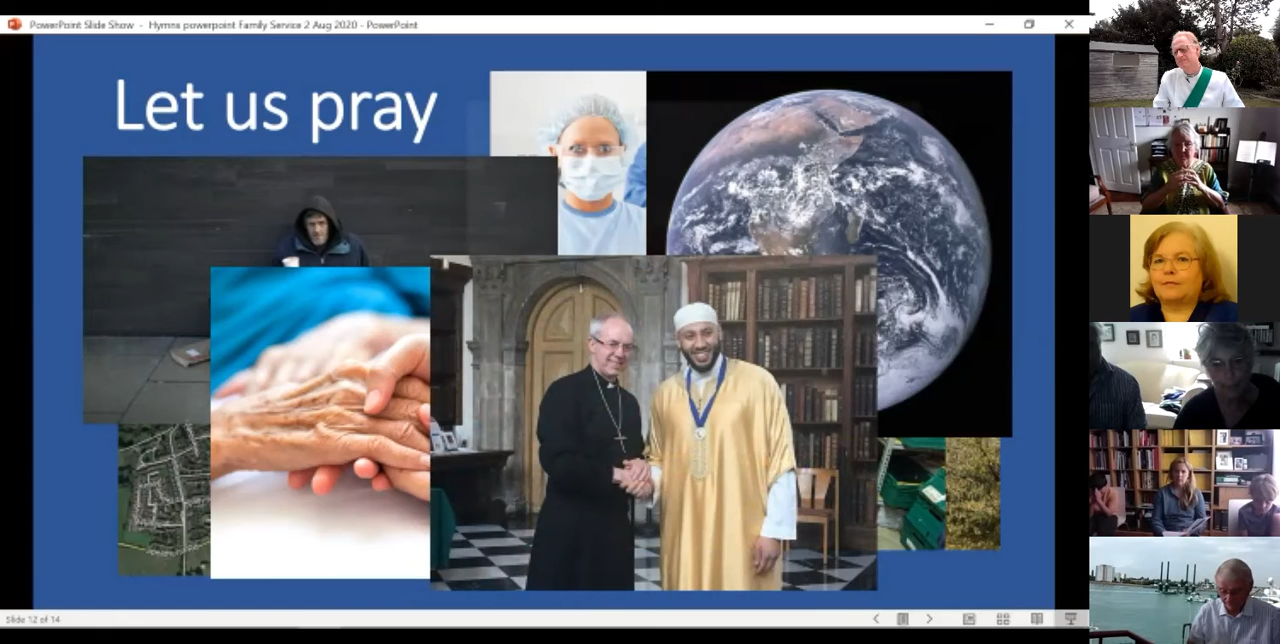 PowerPoint Slide Show - Hymns powerpoint Family Service 2 Aug 2020 - PowerPoint
Let us pray
Slide 12 of 14